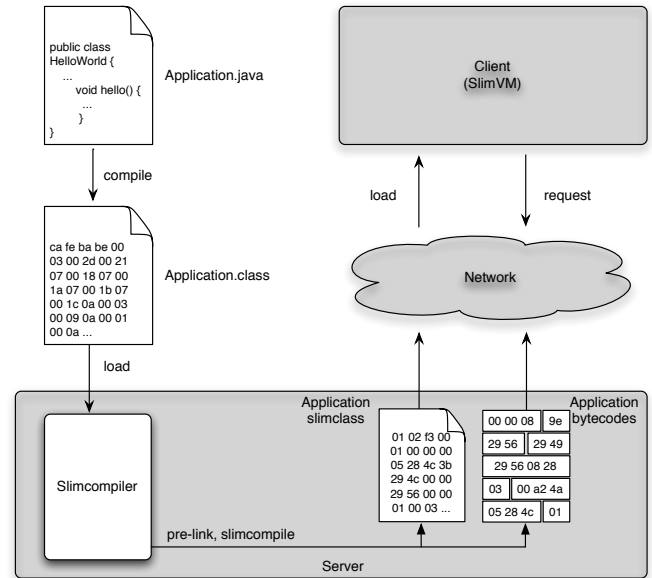 public class
HelloWorld {
...
void hello() {
...
}
}
Application.java
compile
ca fe ba be 00
03 00 2d 00 21
07 00 18 07 00
1a 07 00 1b 07
00 1c 0a 00 03
00 09 0a 00 01
00 0a ...
Application.class
load
Client
(SlimVM)
load
request
Network
Slimcompiler
Application
slimclass
01 02 f3 00
01 00 00 00
05 28 4c 3b
29 4c 00 00
29 56 00 00
01 00 03 ...
Application
bytecodes
00 00 08 9e
29 56 29 49
29 56 08 28
03 00 a2 4a
05 28 4c 01
pre-link, slimcompile
Server